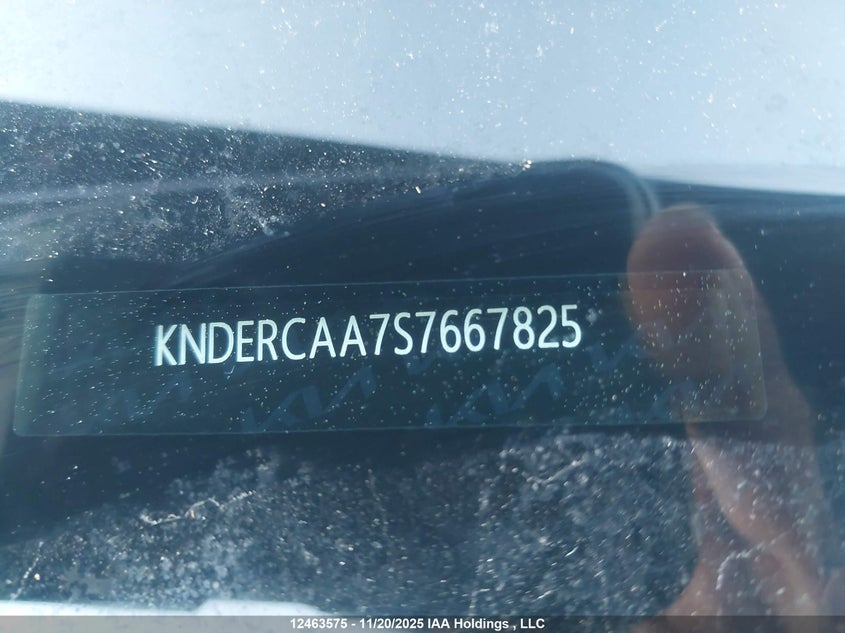 KNDERCAA7S7667825
12463575 - 11/20/2025 IAA Holdings , LLC